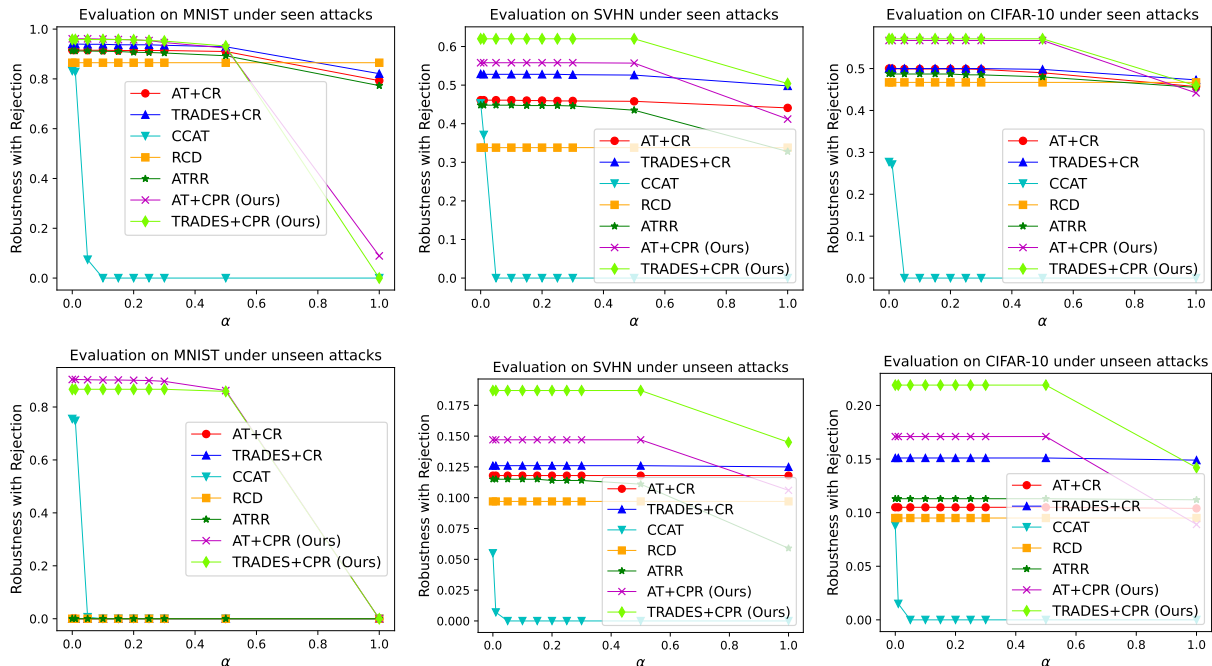 Evaluation on MNIST under seen attacks
Robustness with Rejection
1.0
0.8
0.6
0.4
0.2
0.0
AT+CR
TRADES+CR
CCAT
RCD
ATRR
AT+CPR (Ours)
TRADES+CPR (Ours)
0.0 0.2 0.4 0.6 0.8 1.0
α
Evaluation on SVHN under seen attacks
Robustness with Rejection
0.6
0.5
0.4
0.3
0.2
0.1
0.0
AT+CR
TRADES+CR
CCAT
RCD
ATRR
AT+CPR (Ours)
TRADES+CPR (Ours)
0.0 0.2 0.4 0.6 0.8 1.0
α
Evaluation on CIFAR-10 under seen attacks
Robustness with Rejection
0.5
0.4
0.3
0.2
0.1
0.0
AT+CR
TRADES+CR
CCAT
RCD
ATRR
AT+CPR (Ours)
TRADES+CPR (Ours)
0.0 0.2 0.4 0.6 0.8 1.0
α
Evaluation on MNIST under unseen attacks
Robustness with Rejection
0.8
0.6
0.4
0.2
0.0
AT+CR
TRADES+CR
CCAT
RCD
ATRR
AT+CPR (Ours)
TRADES+CPR (Ours)
0.0 0.2 0.4 0.6 0.8 1.0
α
Evaluation on SVHN under unseen attacks
Robustness with Rejection
0.175
0.150
0.125
0.100
0.075
0.050
0.025
0.000
AT+CR
TRADES+CR
CCAT
RCD
ATRR
AT+CPR (Ours)
TRADES+CPR (Ours)
0.0 0.2 0.4 0.6 0.8 1.0
α
Evaluation on CIFAR-10 under unseen attacks
Robustness with Rejection
0.20
0.15
0.10
0.05
0.00
AT+CR
TRADES+CR
CCAT
RCD
ATRR
AT+CPR (Ours)
TRADES+CPR (Ours)
0.0 0.2 0.4 0.6 0.8 1.0
α